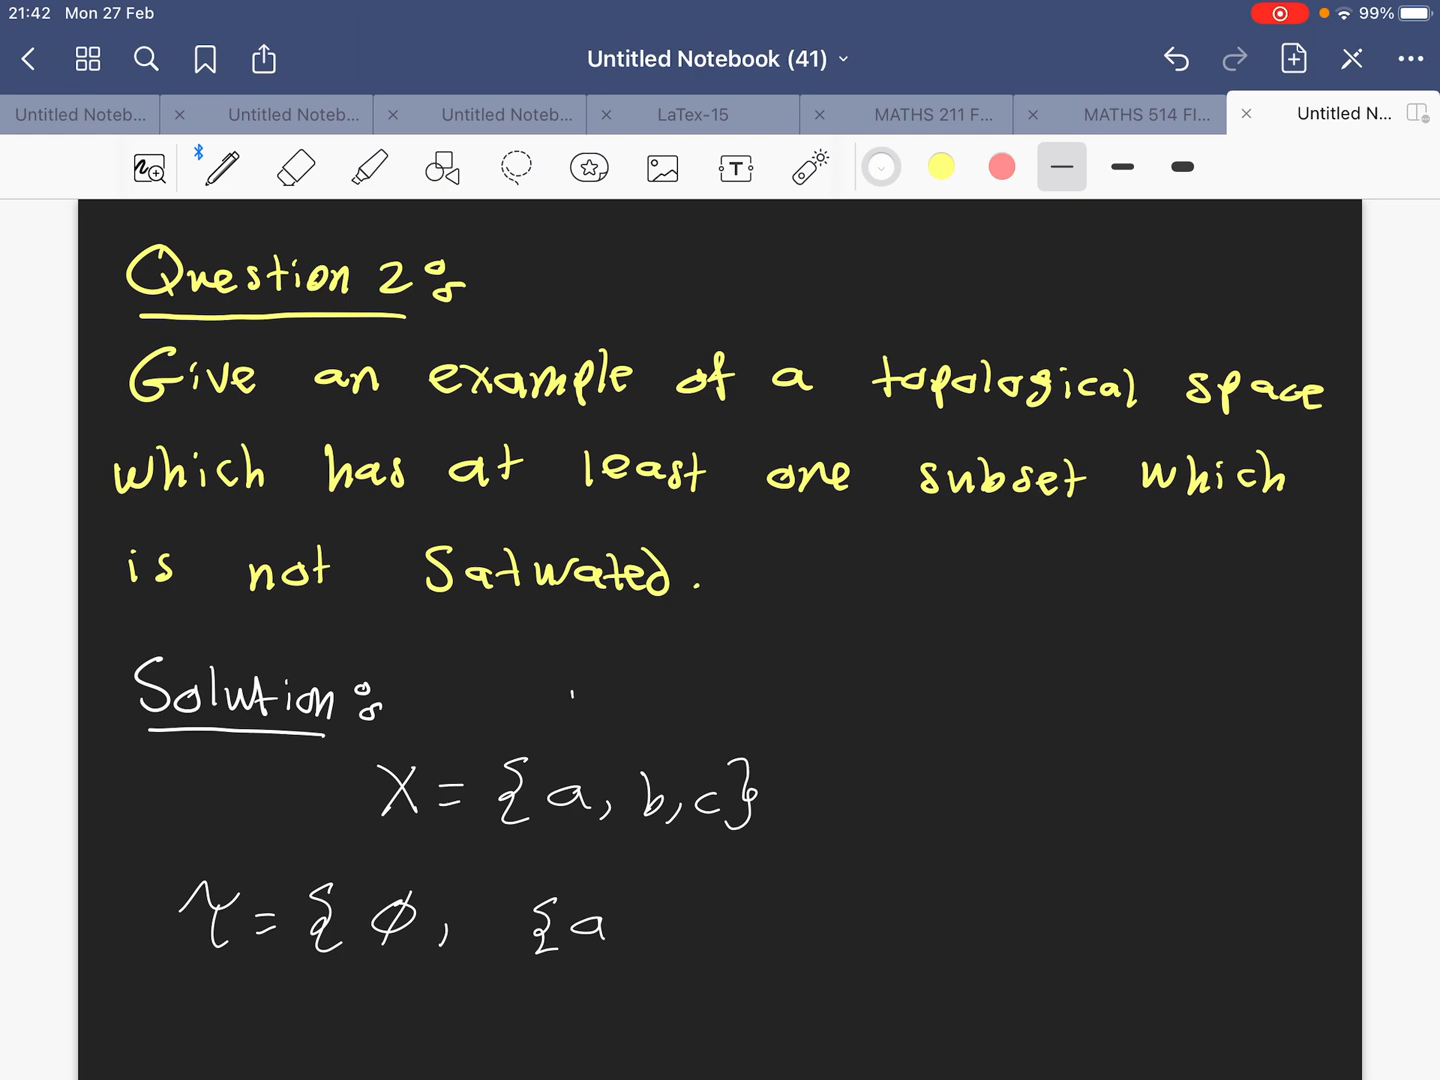 21:42 Mon 27 Feb 99%
Untitled Notebook (41)
Untitled Noteb... Untitled Noteb... Untitled Noteb... LaTex-15 MATHS 211 F... MATHS 514 FI... Untitled N...
Question 2:
Give an example of a topological space
which has at least one subset which
is not Saturated.
Solution:
X = {a, b, c}
τ = { φ, {a